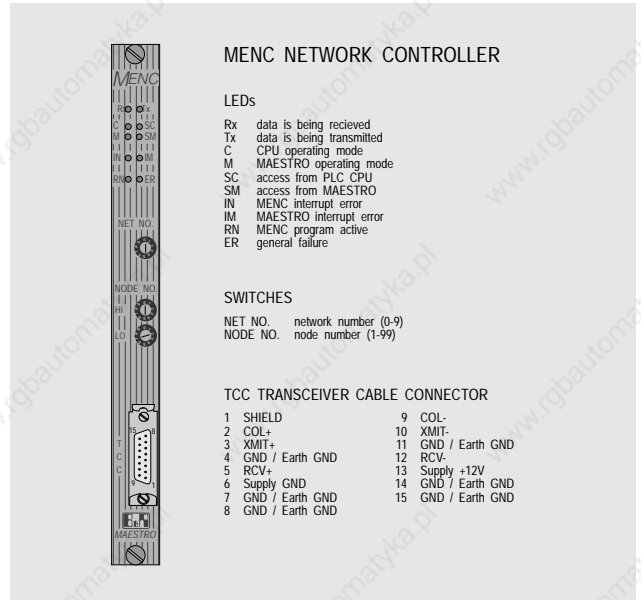 MENC NETWORK CONTROLLER
MENC
Rx Tx
C SC
M SM
IN IM
RN ER
NET NO.
NODE NO.
HI
LO
15 8
T
C
C
9 1
B&R
MAESTRO
LEDs
Rx data is being recieved
Tx data is being transmitted
C CPU operating mode
M MAESTRO operating mode
SC access from PLC CPU
SM access from MAESTRO
IN MENC interrupt error
IM MAESTRO interrupt error
RN MENC program active
ER general failure
SWITCHES
NET NO. network number (0-9)
NODE NO. node number (1-99)
TCC TRANSCEIVER CABLE CONNECTOR
1 SHIELD
2 COL+
3 XMIT+
4 GND / Earth GND
5 RCV+
6 Supply GND
7 GND / Earth GND
8 GND / Earth GND
9 COL-
10 XMIT-
11 GND / Earth GND
12 RCV-
13 Supply +12V
14 GND / Earth GND
15 GND / Earth GND
www.rgbautomatyka.pl